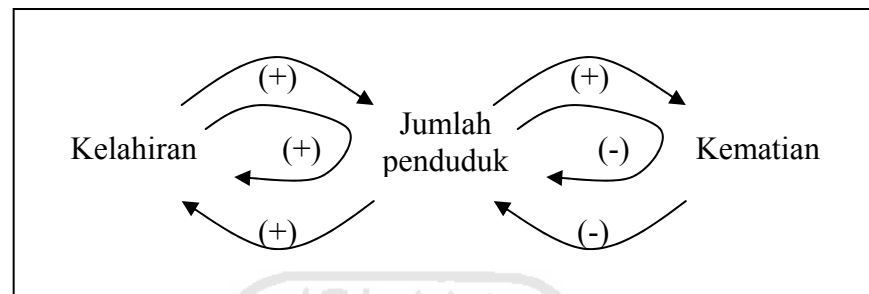 (+) (+)
Kelahiran (+) Jumlah penduduk (-) Kematian
(+) (-)